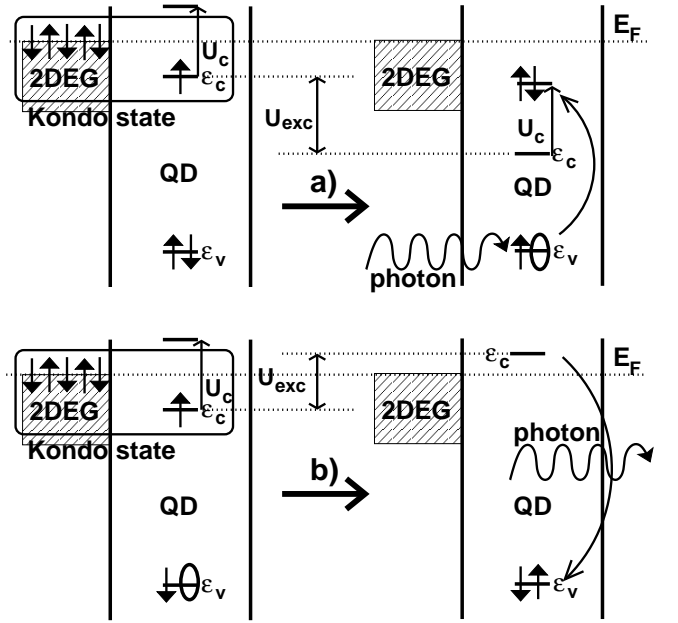 E_F
U_c
2DEG
ε_c
2DEG
Kondo state
U_exc
U_c
ε_c
QD
a)
QD
ε_v
photon
ε_v
ε_c
E_F
U_c
U_exc
2DEG
ε_c
2DEG
Kondo state
photon
b)
QD
QD
ε_v
ε_v